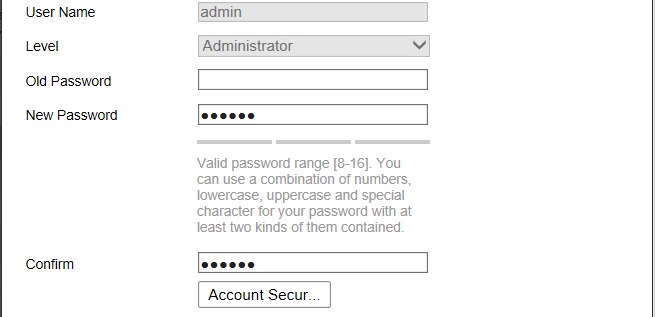 User Name admin
Level Administrator
Old Password
New Password ●●●●●●
Valid password range [8-16]. You
can use a combination of numbers,
lowercase, uppercase and special
character for your password with at
least two kinds of them contained.
Confirm ●●●●●●
Account Secur...